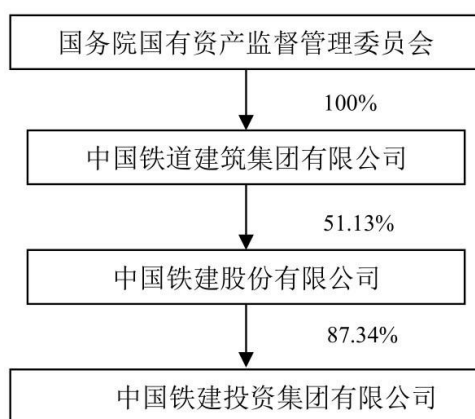 国务院国有资产监督管理委员会
100%
中国铁道建筑集团有限公司
51.13%
中国铁建股份有限公司
87.34%
中国铁建投资集团有限公司